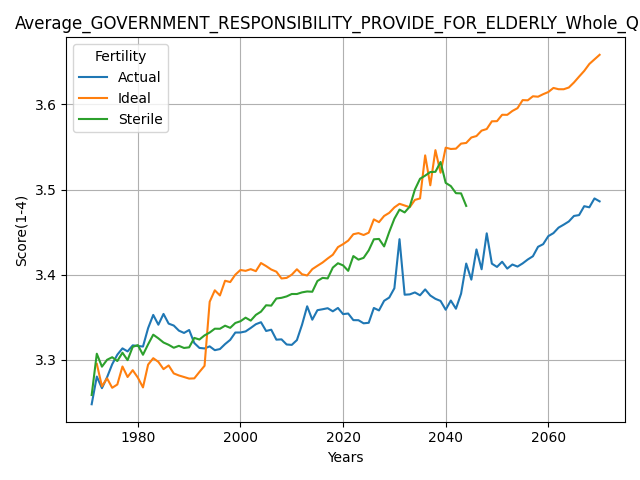 Average_GOVERNMENT_RESPONSIBILITY_PROVIDE_FOR_ELDERLY_Whole_Q
Fertility
Actual
Ideal
Sterile
Score(1-4)
3.6
3.5
3.4
3.3
1980 2000 2020 2040 2060
Years